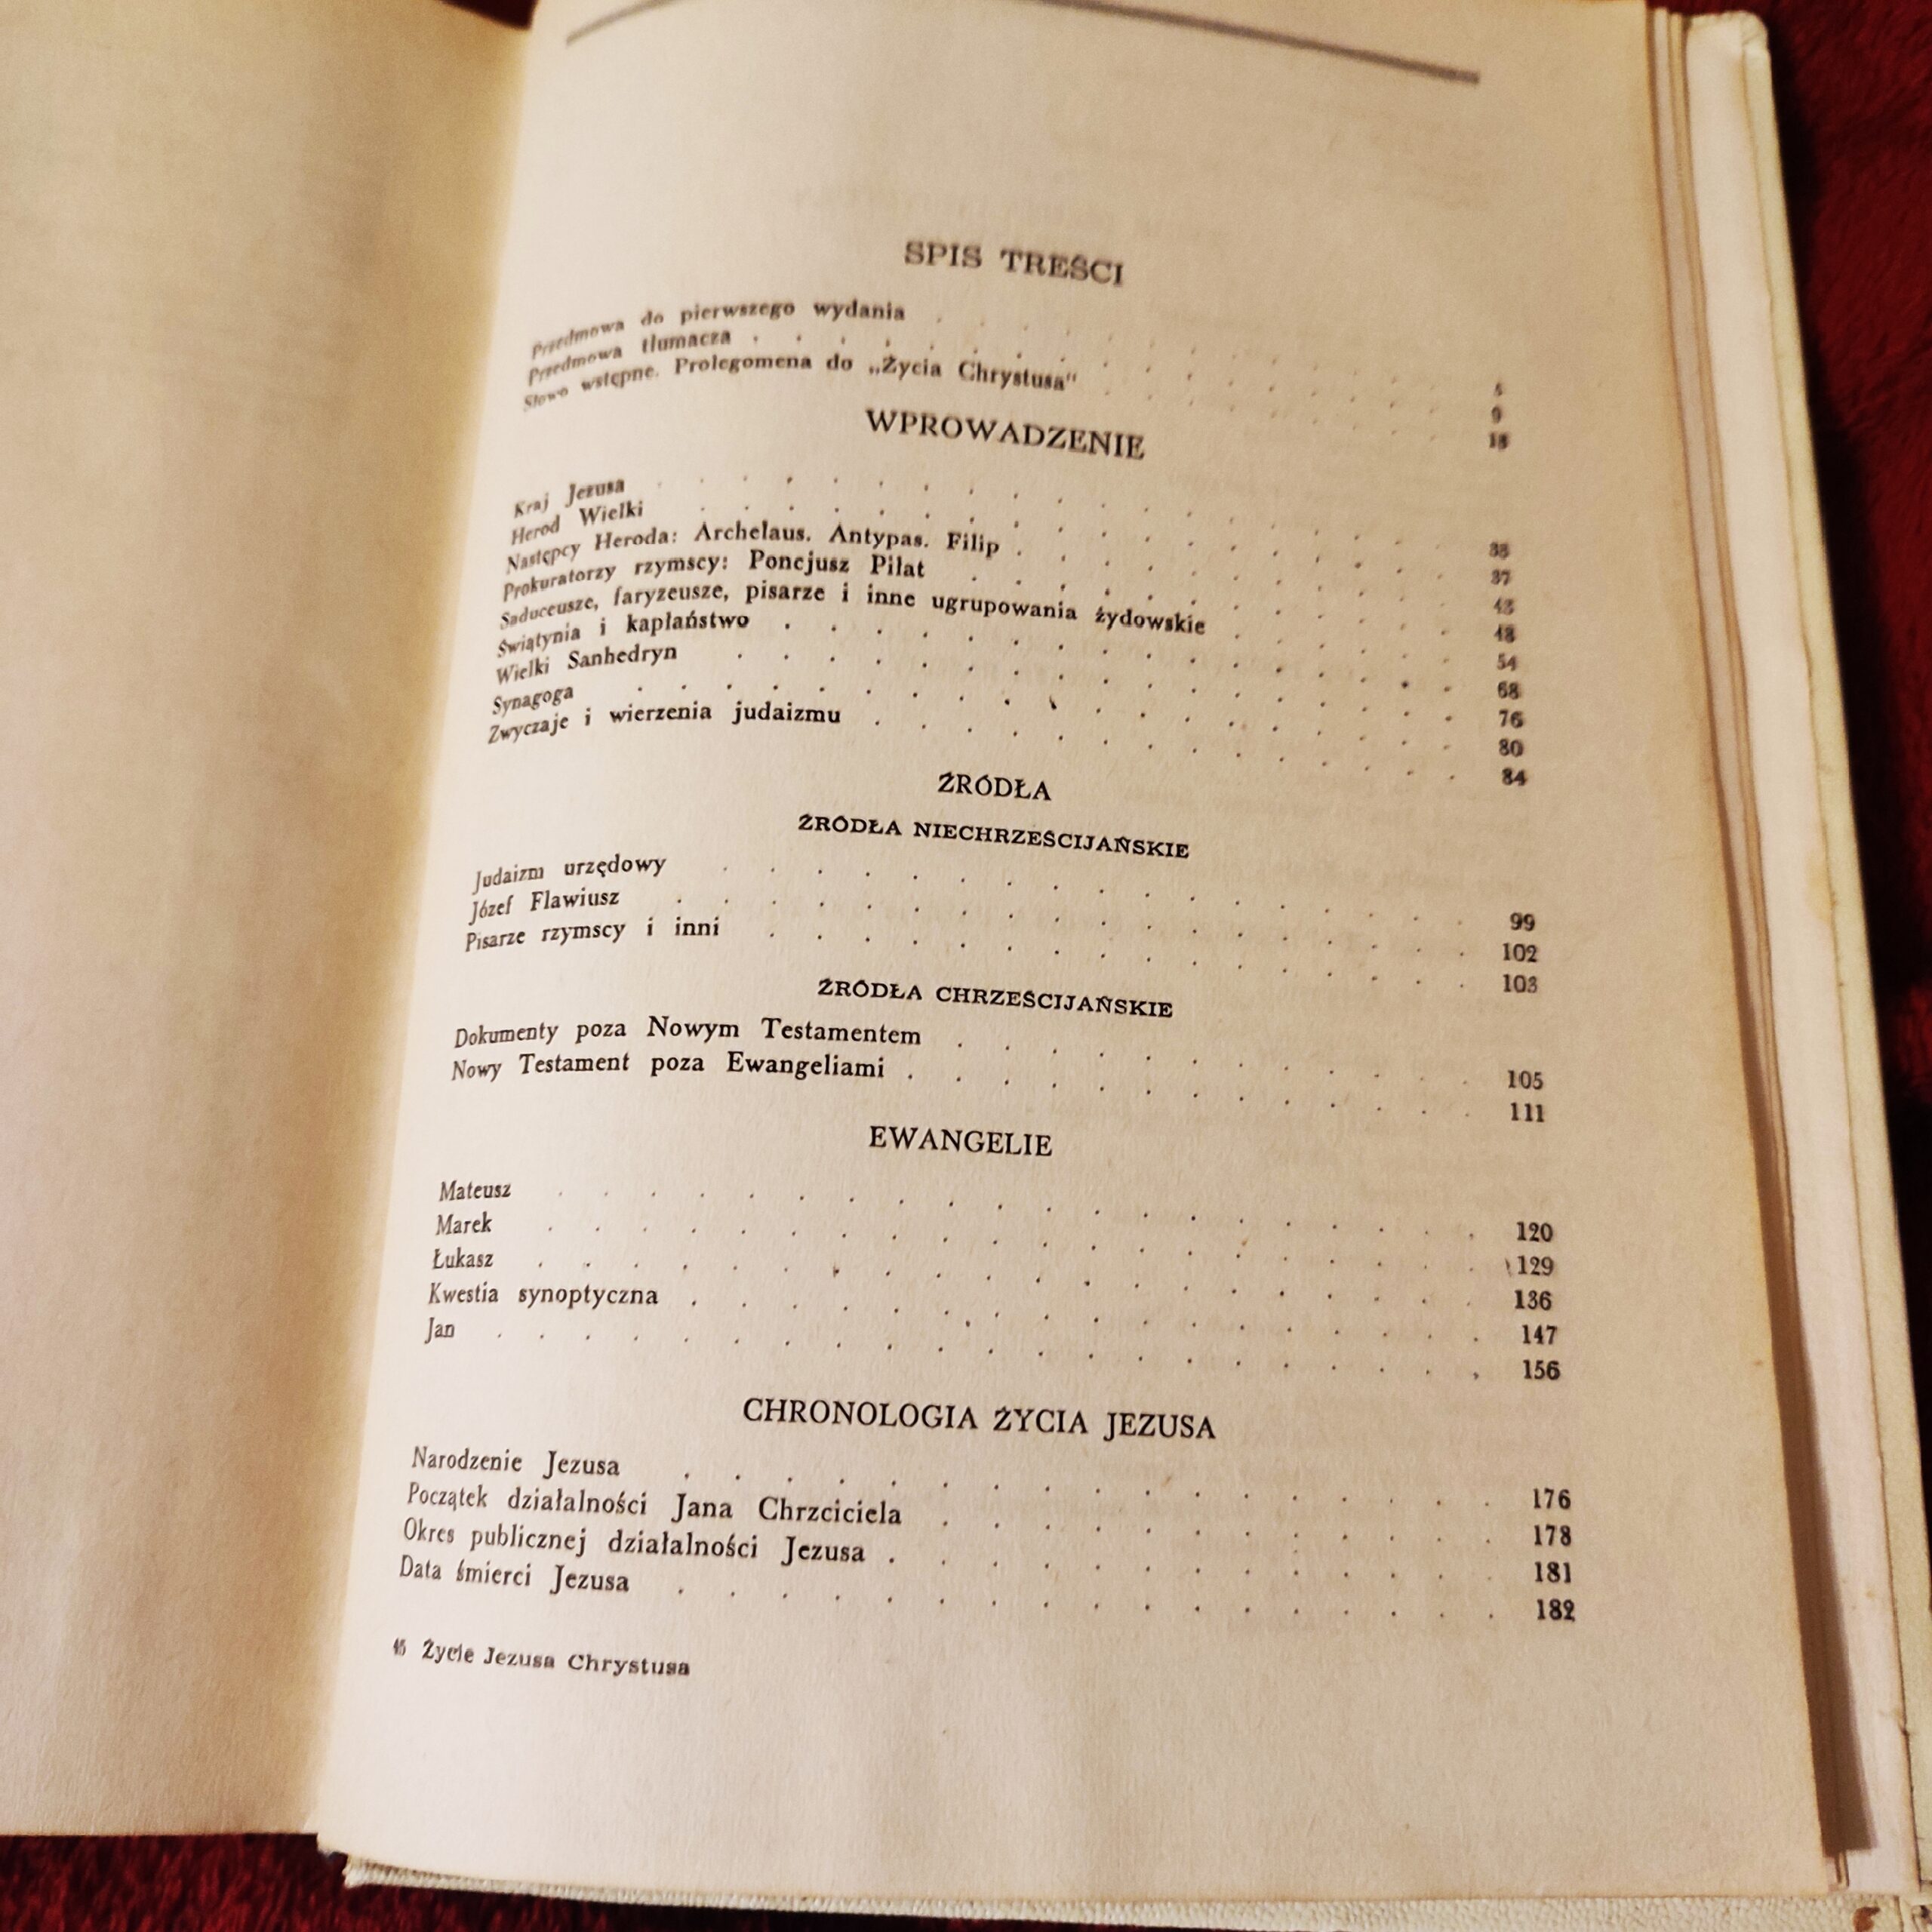 SPIS TREŚCI
Przedmowa do pierwszego wydania . . . . . . . . . . 5
Przedmowa tłumacza . . . . . . . . . . 9
Słowo wstępne. Prolegomena do „Życia Chrystusa“ . . . . . . . . . .
WPROWADZENIE
Kraj Jezusa . . . . . . . . . . 33
Herod Wielki . . . . . . . . . . 37
Następcy Heroda: Archelaus. Antypas. Filip . . . . . . . . . . 43
Prokuratorzy rzymscy: Poncjusz Piłat . . . . . . . . . . 48
Saduceusze, faryzeusze, pisarze i inne ugrupowania żydowskie . . . . . 54
Świątynia i kapłaństwo . . . . . . . . . . 68
Wielki Sanhedryn . . . . . . . . . . 76
Synagoga . . . . . . . . . . 80
Zwyczaje i wierzenia judaizmu . . . . . . . . . . 84
ŹRÓDŁA
ŹRÓDŁA NIECHRZEŚCIJAŃSKIE
Judaizm urzędowy . . . . . . . . . . 99
Józef Flawiusz . . . . . . . . . . 102
Pisarze rzymscy i inni . . . . . . . . . . 103
ŹRÓDŁA CHRZEŚCIJAŃSKIE
Dokumenty poza Nowym Testamentem . . . . . . . . . . 105
Nowy Testament poza Ewangeliami . . . . . . . . . . 111
EWANGELIE
Mateusz . . . . . . . . . . 120
Marek . . . . . . . . . . 129
Łukasz . . . . . . . . . . 136
Kwestia synoptyczna . . . . . . . . . . 147
Jan . . . . . . . . . . 156
CHRONOLOGIA ŻYCIA JEZUSA
Narodzenie Jezusa . . . . . . . . . . 176
Początek działalności Jana Chrzciciela . . . . . . . . . . 178
Okres publicznej działalności Jezusa . . . . . . . . . . 181
Data śmierci Jezusa . . . . . . . . . . 182
45 Życie Jezusa Chrystusa